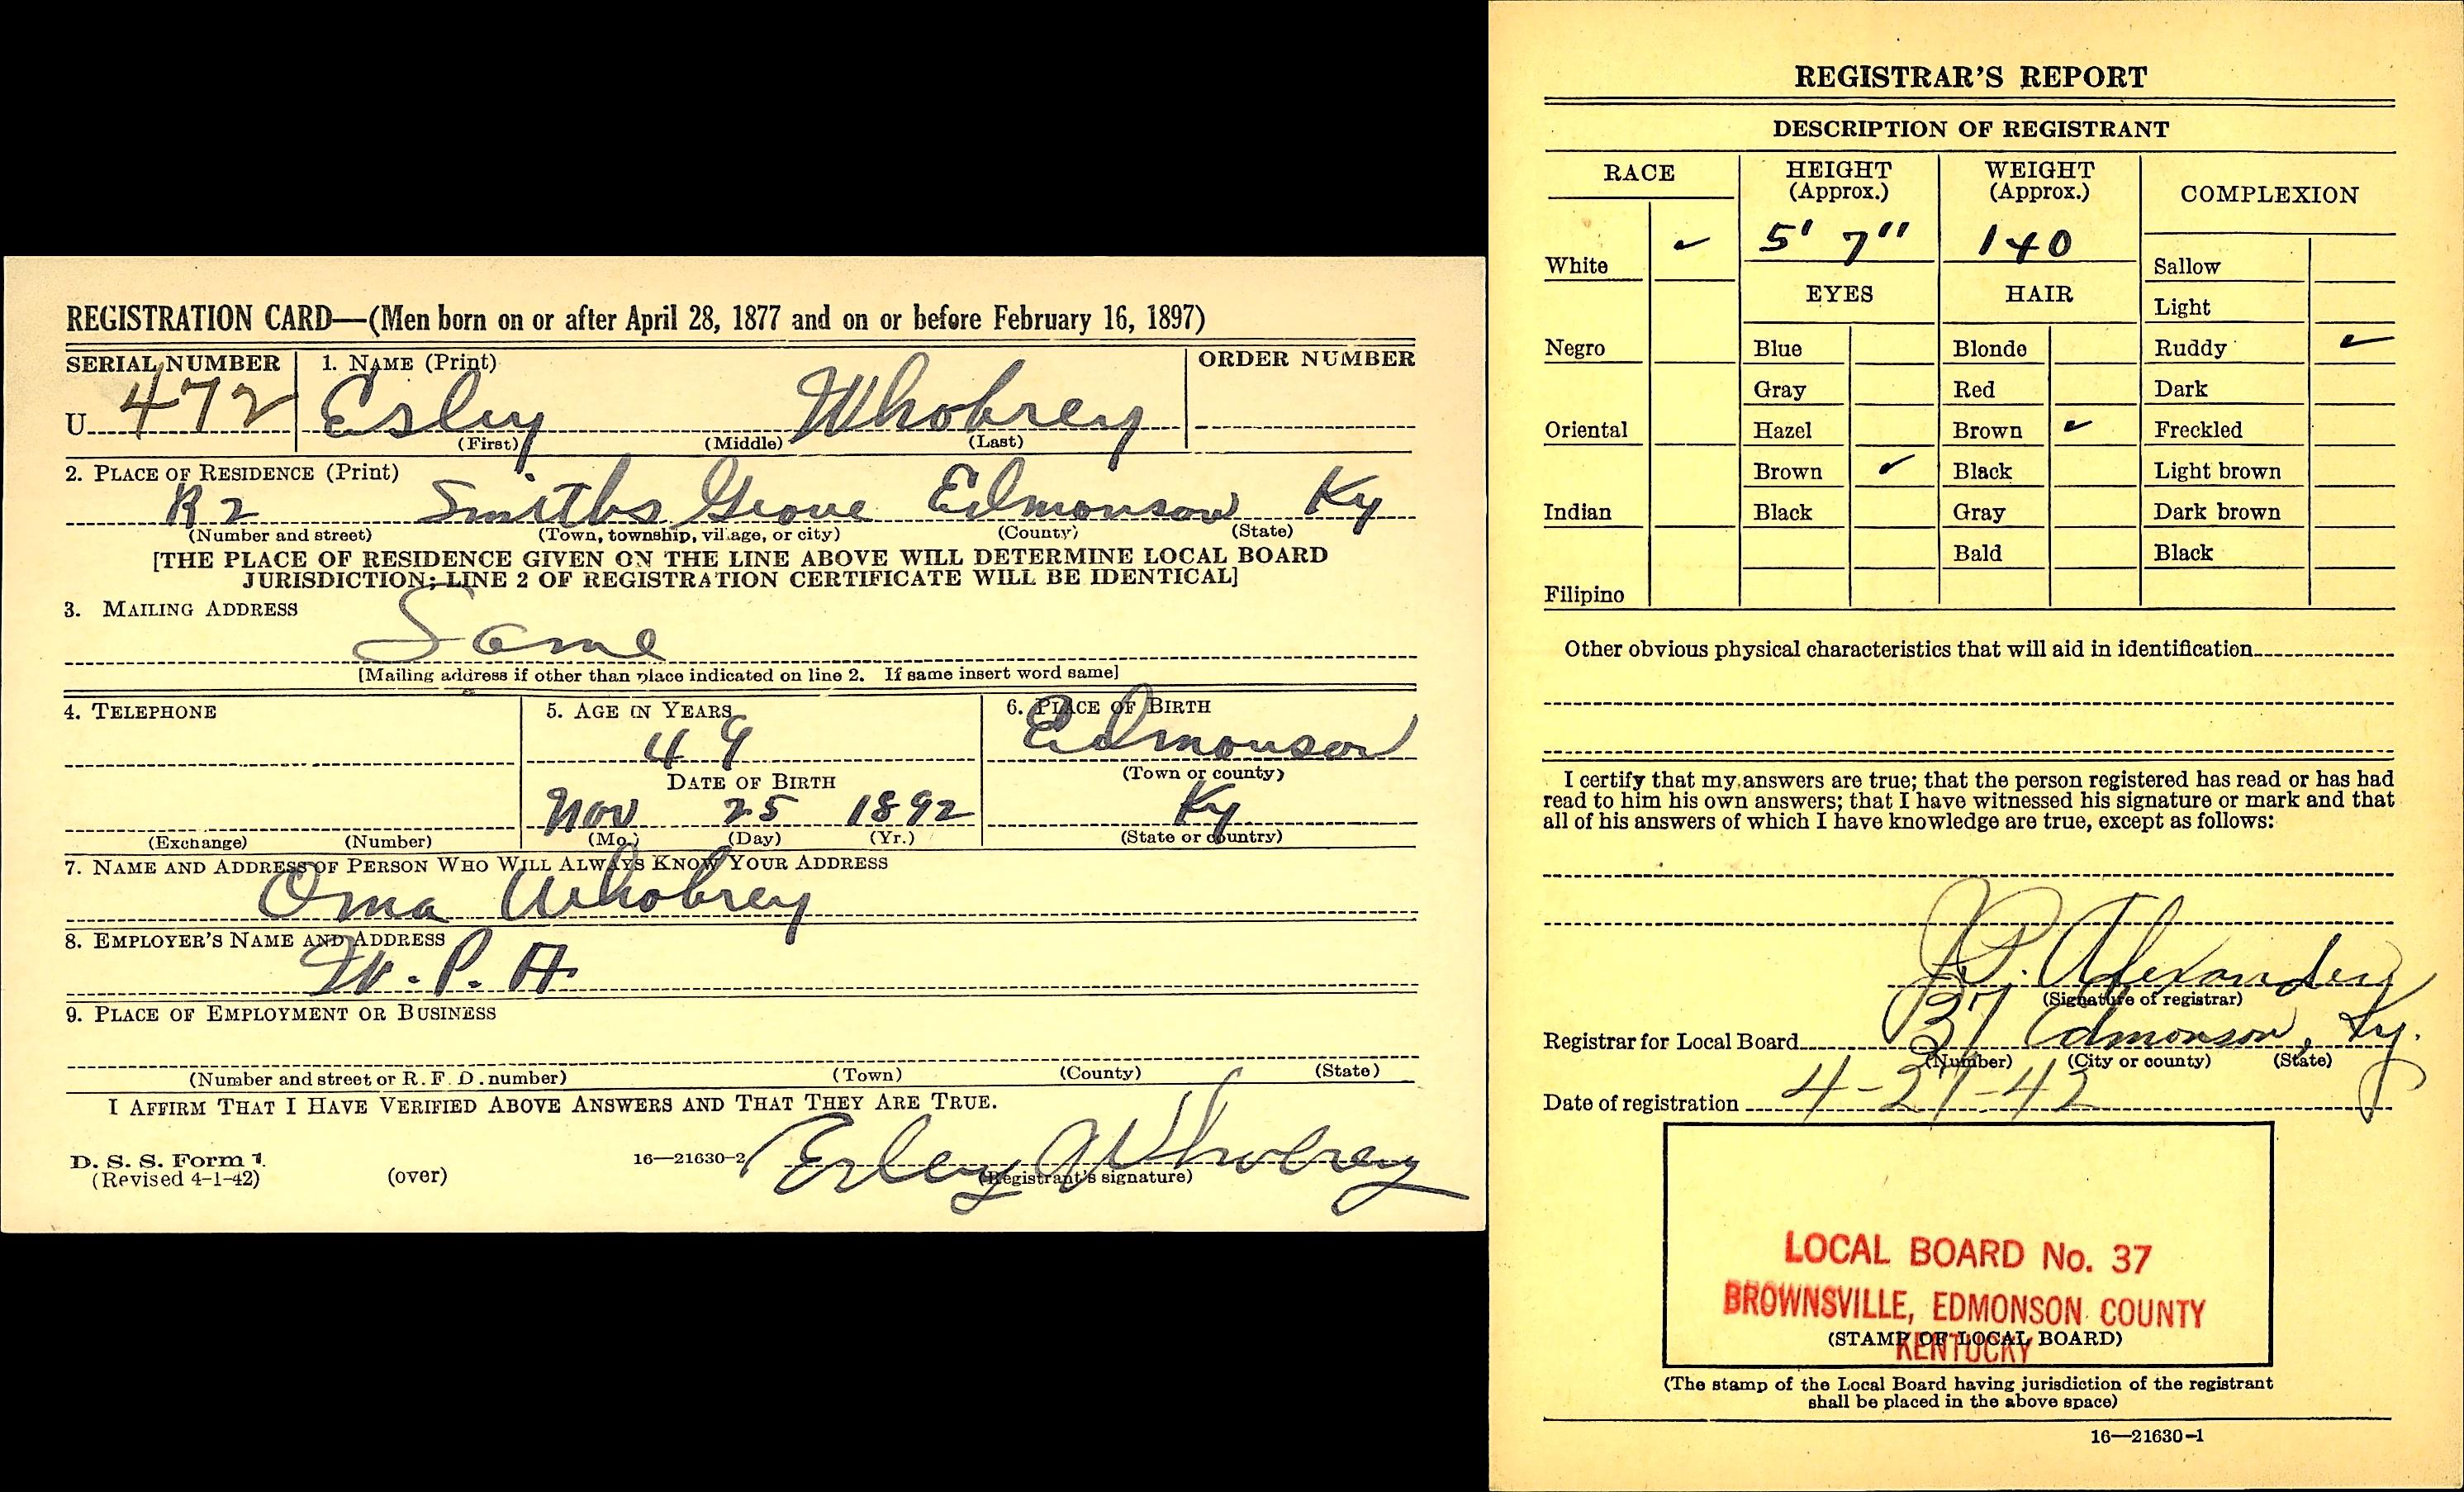 REGISTRATION CARD—(Men born on or after April 28, 1877 and on or before February 16, 1897)
SERIAL NUMBER 1. NAME (Print) ORDER NUMBER
U 472 Esley Whobrey
(First) (Middle) (Last)
2. PLACE OF RESIDENCE (Print)
R 2 Smiths Grove Edmonson Ky
(Number and street) (Town, township, village, or city) (County) (State)
[THE PLACE OF RESIDENCE GIVEN ON THE LINE ABOVE WILL DETERMINE LOCAL BOARD
JURISDICTION; LINE 2 OF REGISTRATION CERTIFICATE WILL BE IDENTICAL]
3. MAILING ADDRESS
Same
[Mailing address if other than place indicated on line 2. If same insert word same]
4. TELEPHONE 5. AGE IN YEARS 6. PLACE OF BIRTH
49 Edmonson
DATE OF BIRTH (Town or county)
Nov 25 1892 Ky
(Exchange) (Number) (Mo.) (Day) (Yr.) (State or country)
7. NAME AND ADDRESS OF PERSON WHO WILL ALWAYS KNOW YOUR ADDRESS
Oma Whobrey
8. EMPLOYER'S NAME AND ADDRESS
W.P.A
9. PLACE OF EMPLOYMENT OR BUSINESS
(Number and street or R. F. D. number) (Town) (County) (State)
I AFFIRM THAT I HAVE VERIFIED ABOVE ANSWERS AND THAT THEY ARE TRUE.
D. S. S. Form 1
(Revised 4-1-42) (over) 16—21630-2 Esley Whobrey
(Registrant's signature)
REGISTRAR'S REPORT
DESCRIPTION OF REGISTRANT
RACE HEIGHT (Approx.) WEIGHT (Approx.) COMPLEXION
White ✓ 5' 7" 140 Sallow
EYES HAIR Light
Negro Blue Blonde Ruddy ✓
Gray Red Dark
Oriental Hazel Brown ✓ Freckled
Brown ✓ Black Light brown
Indian Black Gray Dark brown
Bald Black
Filipino
Other obvious physical characteristics that will aid in identification
I certify that my answers are true; that the person registered has read or has had
read to him his own answers; that I have witnessed his signature or mark and that
all of his answers of which I have knowledge are true, except as follows:
Alexander
(Signature of registrar)
Registrar for Local Board 37 Edmonson, Ky.
(Number) (City or county) (State)
Date of registration 4-27-42
LOCAL BOARD No. 37
BROWNSVILLE, EDMONSON COUNTY
KENTUCKY
(STAMP OF LOCAL BOARD)
(The stamp of the Local Board having jurisdiction of the registrant
shall be placed in the above space)
16—21630-1